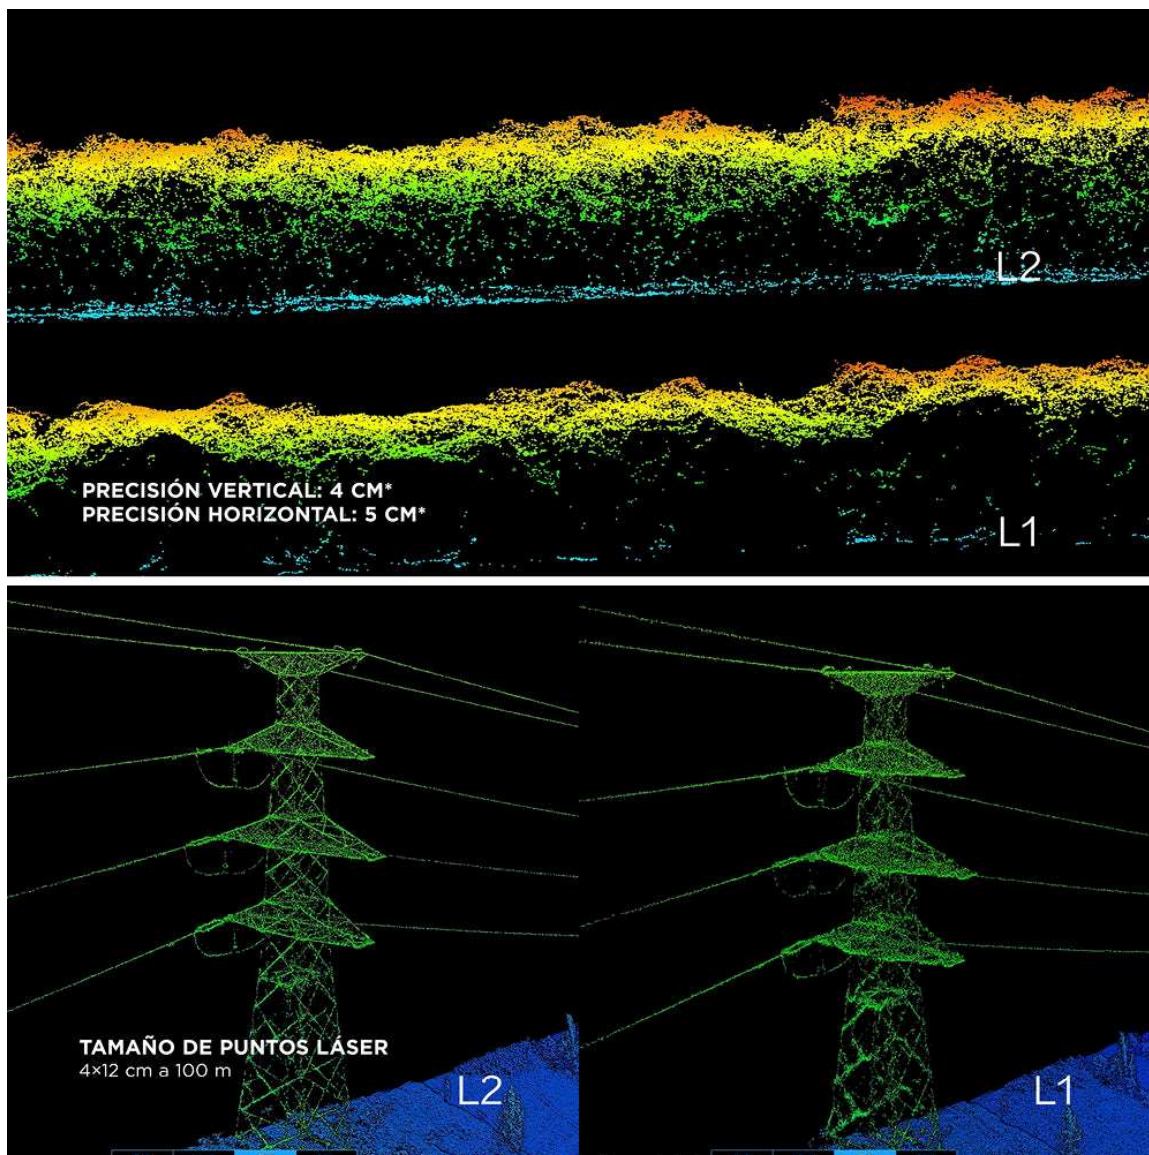 L2
PRECISIÓN VERTICAL: 4 CM*
PRECISIÓN HORIZONTAL: 5 CM*
L1
TAMAÑO DE PUNTOS LÁSER
4×12 cm a 100 m
L2
L1